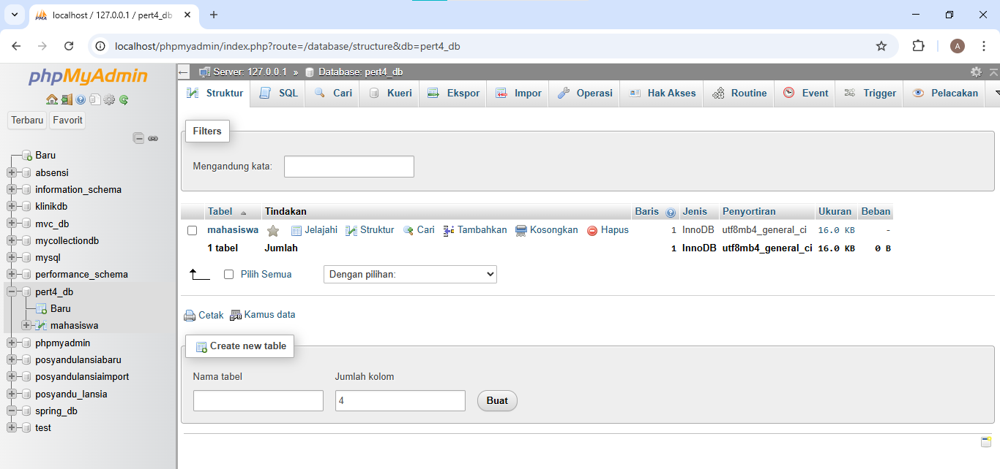 localhost / 127.0.0.1 / pert4_db
localhost/phpmyadmin/index.php?route=/database/structure&db=pert4_db
A
phpMyAdmin
Terbaru Favorit
Baru
absensi
information_schema
klinikdb
mvc_db
mycollectiondb
mysql
performance_schema
pert4_db
Baru
mahasiswa
phpmyadmin
posyandulansiabaru
posyandulansiaimport
posyandu_lansia
spring_db
test
Server: 127.0.0.1 » Database: pert4_db
Struktur SQL Cari Kueri Ekspor Impor Operasi Hak Akses Routine Event Trigger Pelacakan
Filters
Mengandung kata:
Tabel Tindakan Baris Jenis Penyortiran Ukuran Beban
mahasiswa Jelajahi Struktur Cari Tambahkan Kosongkan Hapus 1 InnoDB utf8mb4_general_ci 16.0 KB -
1 tabel Jumlah 1 InnoDB utf8mb4_general_ci 16.0 KB 0 B
Pilih Semua Dengan pilihan:
Cetak Kamus data
Create new table
Nama tabel Jumlah kolom
4 Buat